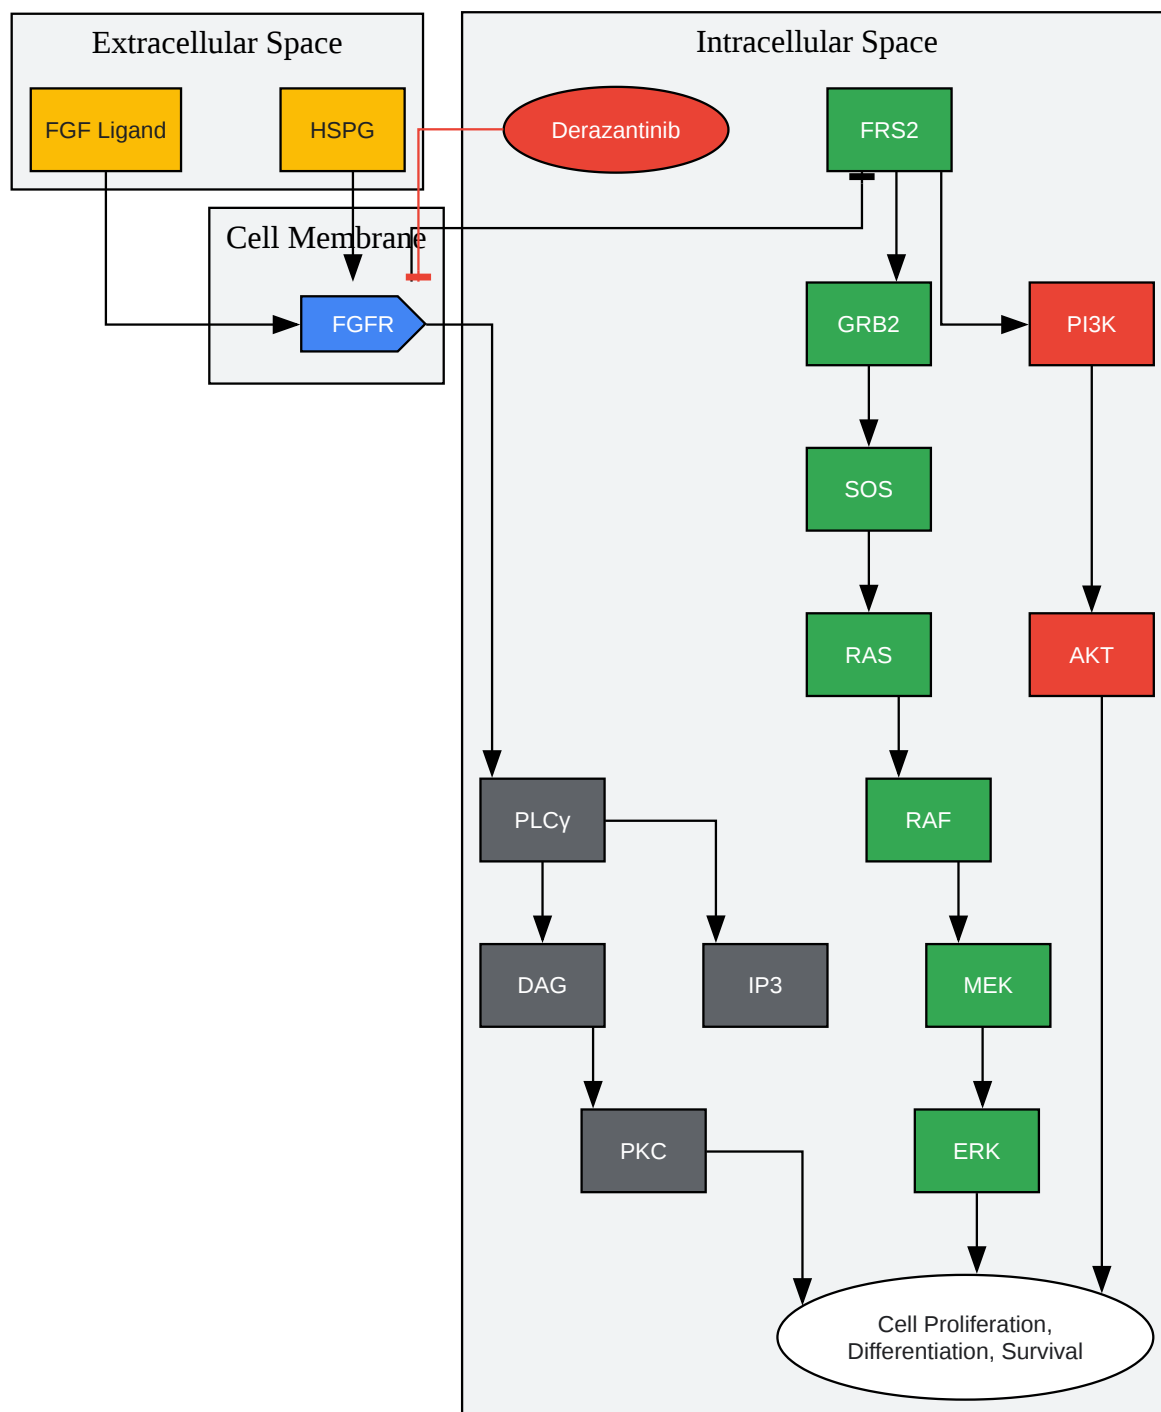 Extracellular Space
Intracellular Space
FGF Ligand
HSPG
Derazantinib
FRS2
Cell Membrane
FGFR
GRB2
PI3K
SOS
RAS
AKT
PLCγ
RAF
DAG
IP3
MEK
PKC
ERK
Cell Proliferation,
Differentiation, Survival